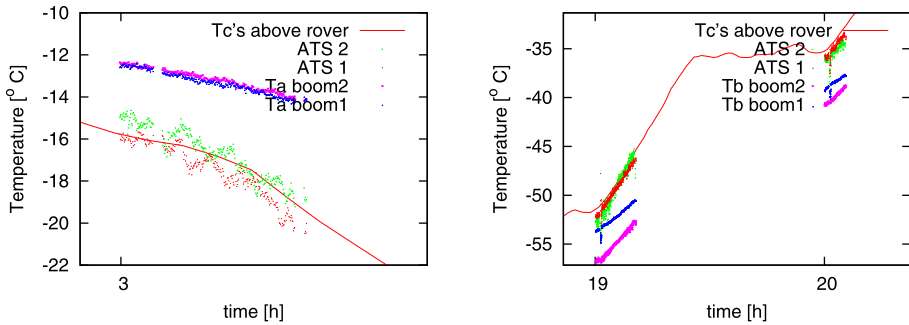 Temperature [° C]
-10
-12
-14
-16
-18
-20
-22
3
time [h]
Tc's above rover
ATS 2
ATS 1
Ta boom2
Ta boom1
Temperature [° C]
-35
-40
-45
-50
-55
19
20
time [h]
Tc's above rover
ATS 2
ATS 1
Tb boom2
Tb boom1